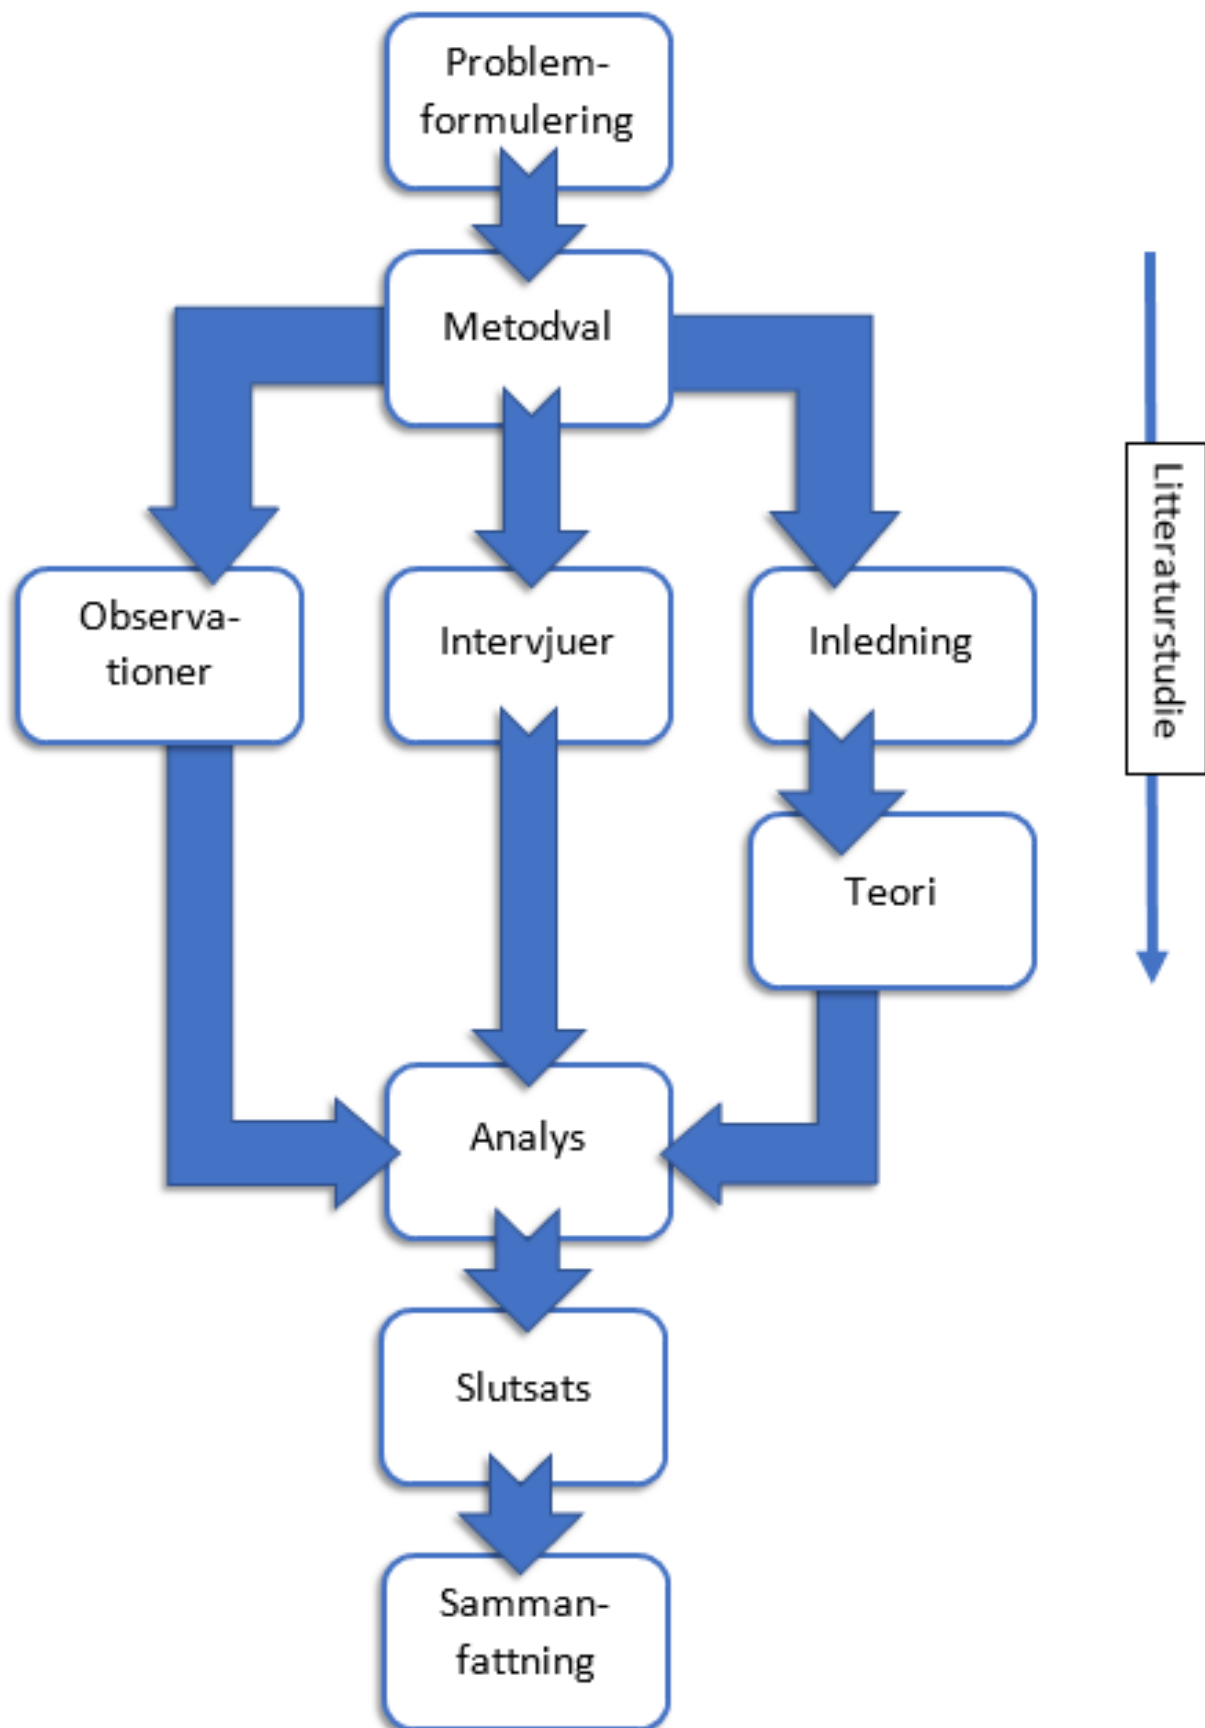 Problem-
formulering
Metodval
Observa-
tioner
Intervjuer
Inledning
Litteraturstudie
Teori
Analys
Slutsats
Samman-
fattning